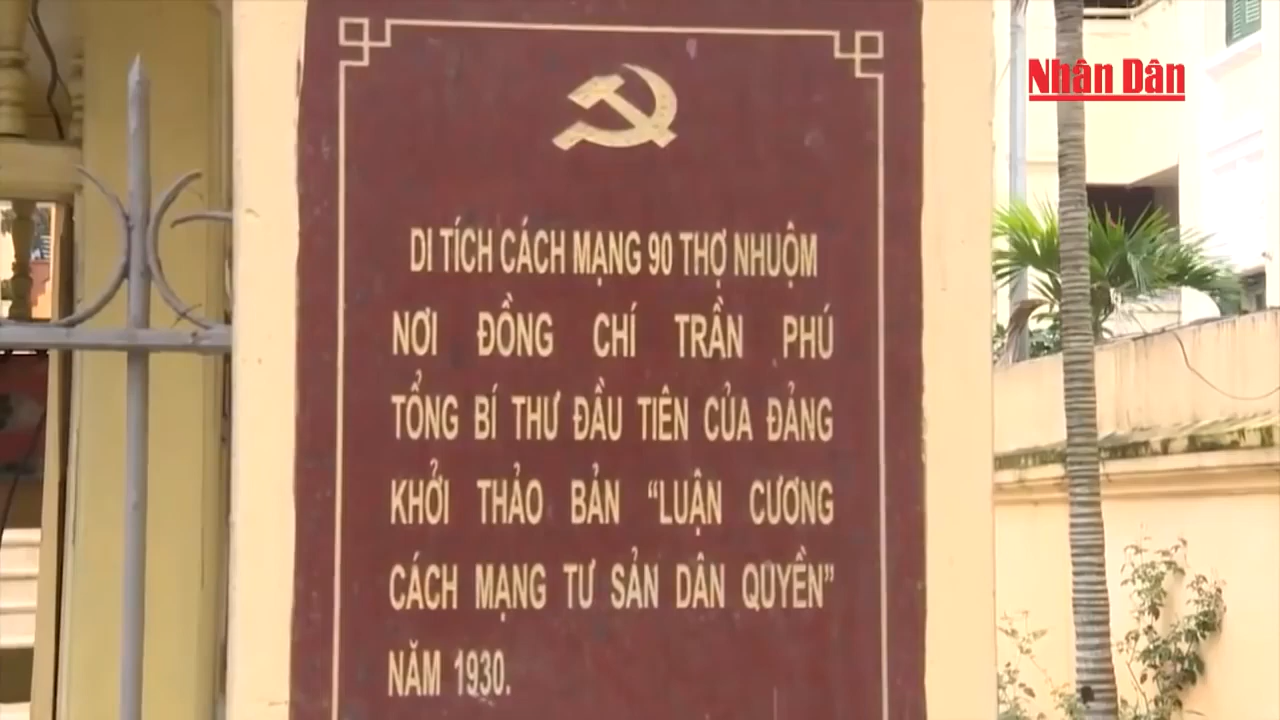 Nhân Dân
DI TÍCH CÁCH MẠNG 90 THỢ NHUỘM
NƠI ĐỒNG CHÍ TRẦN PHÚ
TỔNG BÍ THƯ ĐẦU TIÊN CỦA ĐẢNG
KHỞI THẢO BẢN “LUẬN CƯƠNG
CÁCH MẠNG TƯ SẢN DÂN QUYỀN”
NĂM 1930.